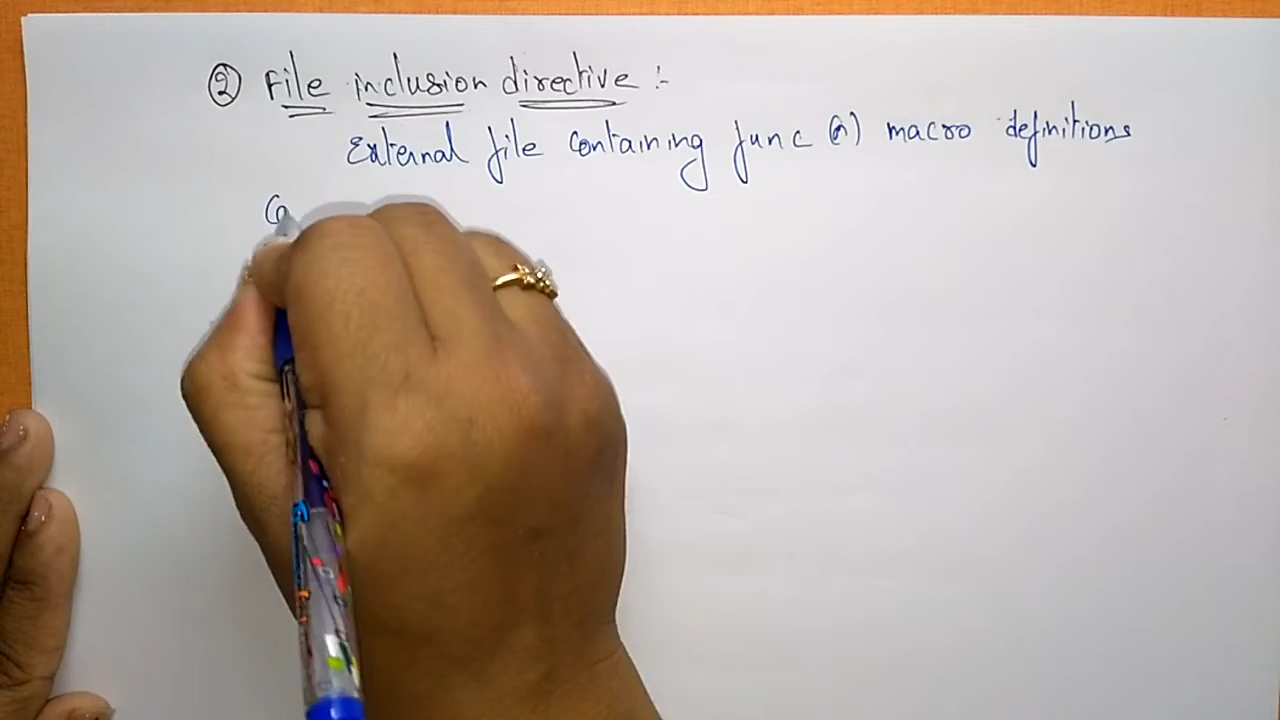 ② File inclusion directive :-
External file containing func (or) macro definitions